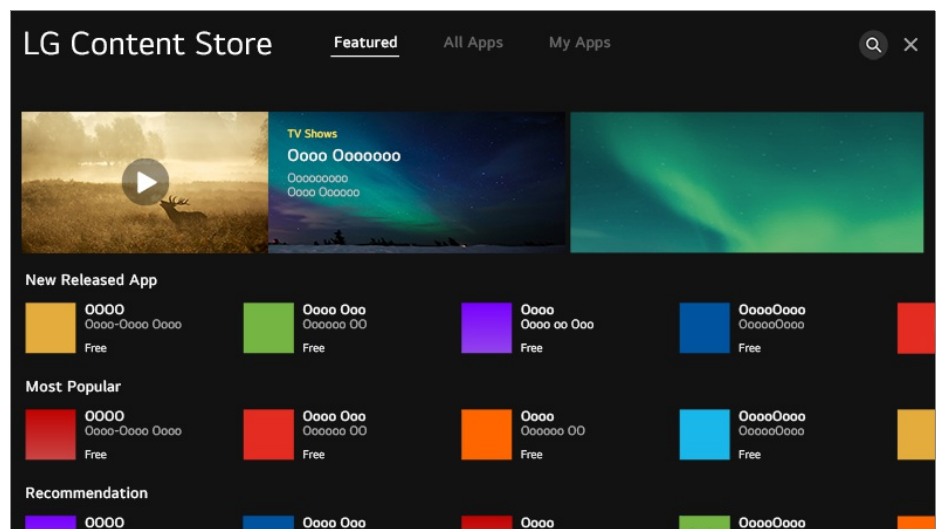 LG Content Store
Featured
All Apps
My Apps
TV Shows
Oooo Ooooooo
Ooooooooo
Oooo Oooooo
New Released App
OOOO
Oooo-Oooo Oooo
Free
Oooo Ooo
Oooooo OO
Free
Oooo
Oooo oo Ooo
Free
OoooOooo
OooooOooo
Free
Most Popular
OOOO
Oooo-Oooo Oooo
Free
Oooo Ooo
Oooooo OO
Free
Oooo
Oooooo OO
Free
OoooOooo
OooooOooo
Free
Recommendation
OOOO
Oooo Ooo
Oooo
OoooOooo